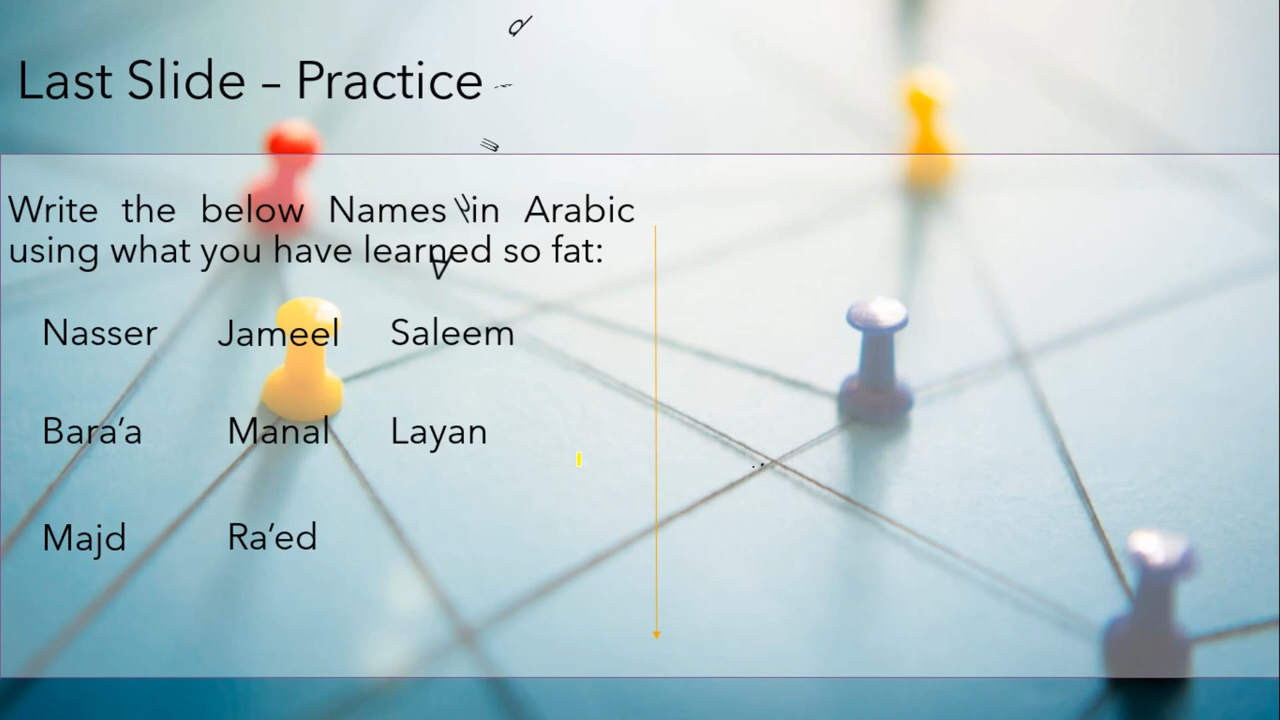 Last Slide – Practice
Write the below Names in Arabic
using what you have learned so fat:
Nasser Jameel Saleem
Bara’a Manal Layan
Majd Ra’ed